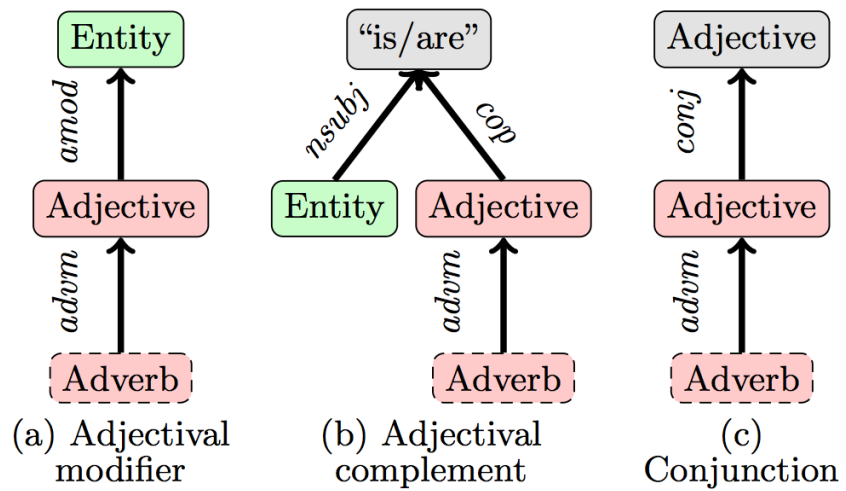 Entity
amod
Adjective
advm
Adverb
(a) Adjectival
modifier
“is/are”
nsubj
cop
Entity
Adjective
advm
Adverb
(b) Adjectival
complement
Adjective
conj
Adjective
advm
Adverb
(c)
Conjunction